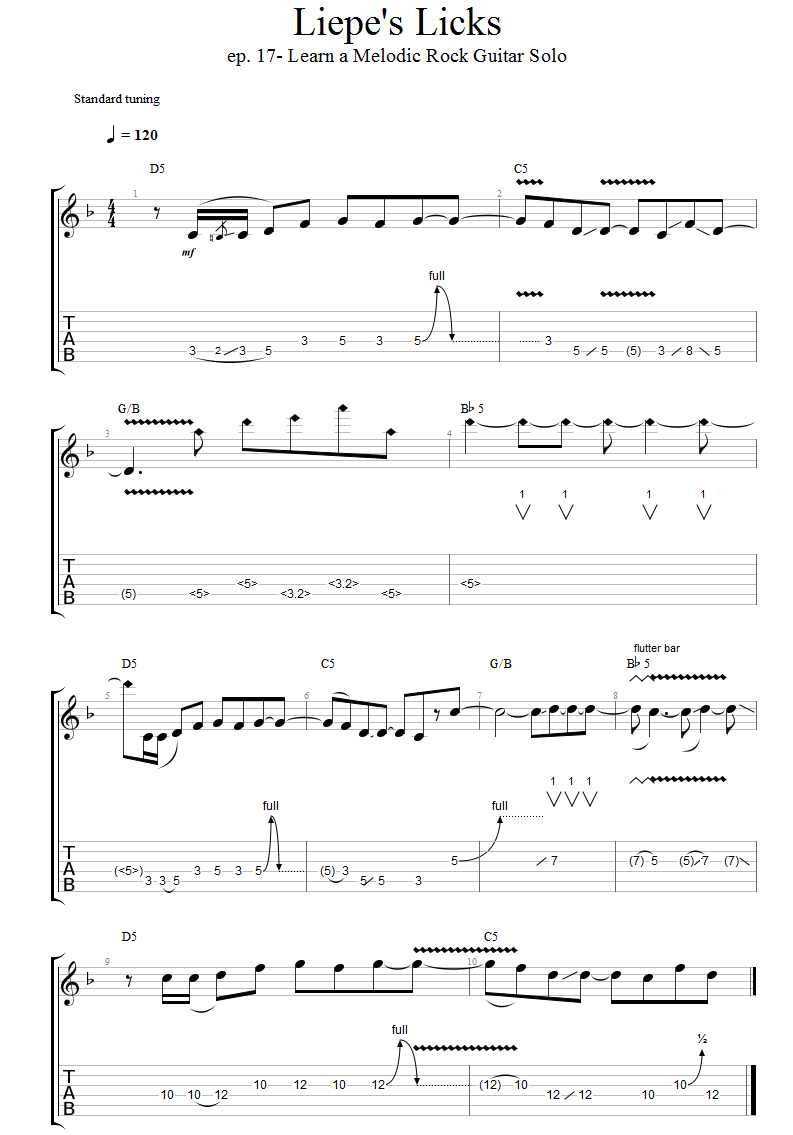 Liepe's Licks
ep. 17- Learn a Melodic Rock Guitar Solo
Standard tuning
♩ = 120
D5 C5
1 2
4
4
mf
full
T
A
B
3 2 3 5 3 5 3 5 3 5 5 (5) 3 8 5
G/B B♭5
3 4
1 1 1 1
T
A
B
(5) <5> <5> <3.2> <3.2> <5> <5>
flutter bar
D5 C5 G/B B♭5
5 6 7 8
full full 1 1 1
T
A
B
(<5>) 3 3 5 3 5 3 5 (5) 3 5 5 3 5 7 (7) 5 (5) 7 (7)
D5 C5
9 10
full ½
T
A
B
10 10 12 10 12 10 12 (12) 10 12 12 10 10 12